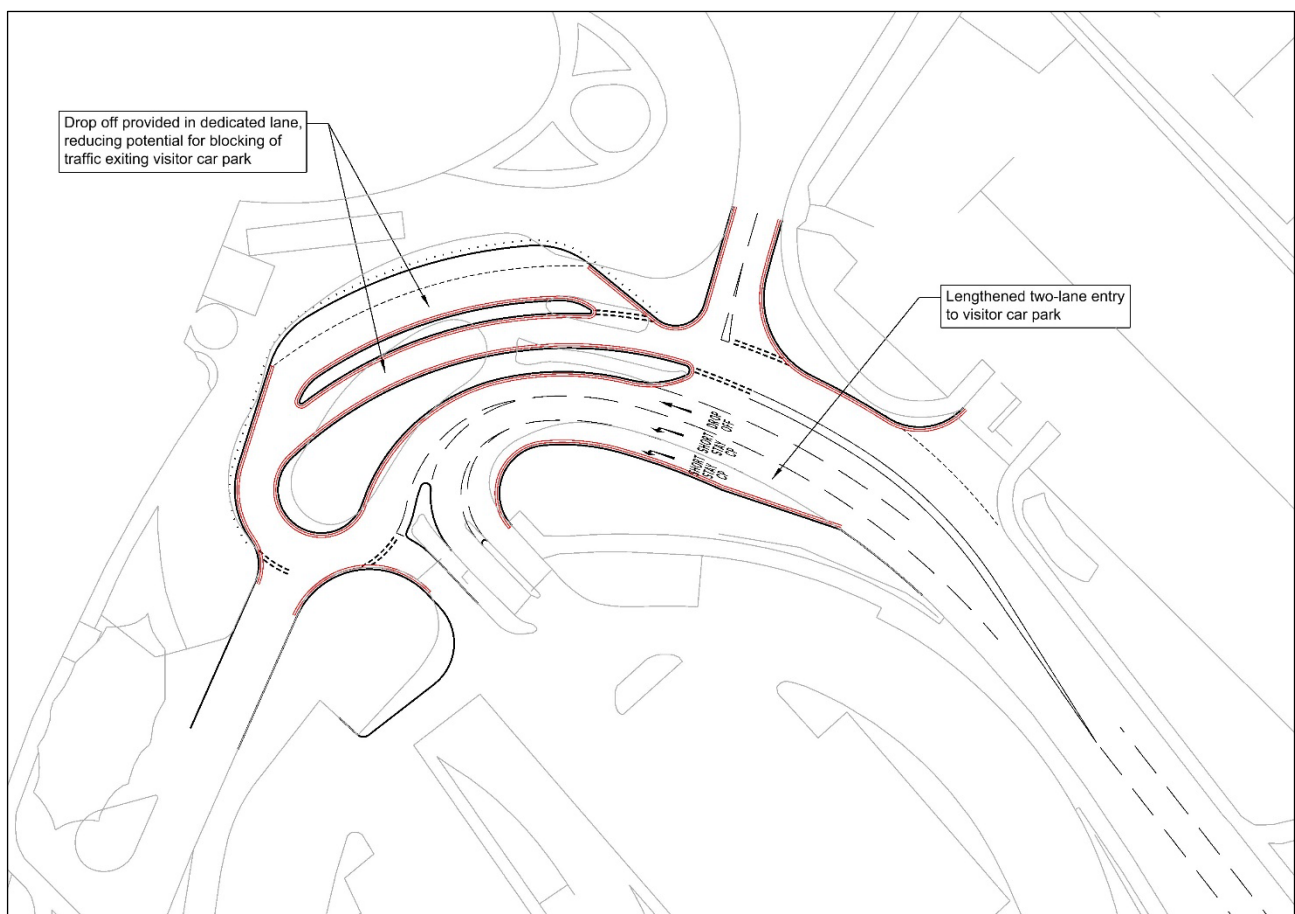 Drop off provided in dedicated lane,
reducing potential for blocking of
traffic exiting visitor car park
Lengthened two-lane entry
to visitor car park
DROP
OFF
SHORT
STAY
CP
SHORT
STAY
CP